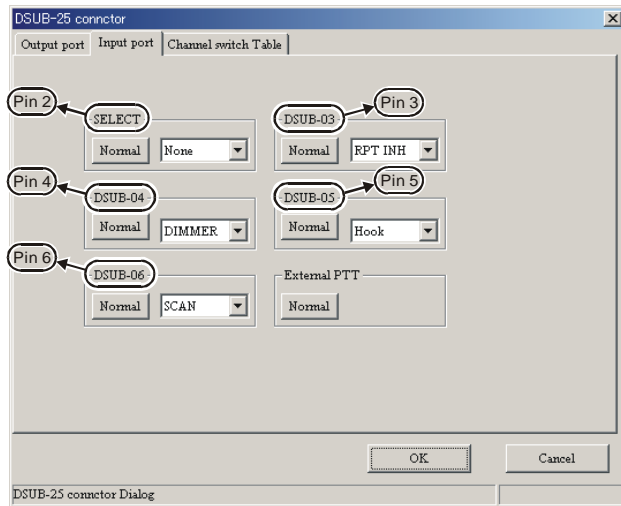 DSUB-25 connctor
Output port Input port Channel switch Table
Pin 2 SELECT Normal None
Pin 3 DSUB-03 Normal RPT INH
Pin 4 DSUB-04 Normal DIMMER
Pin 5 DSUB-05 Normal Hook
Pin 6 DSUB-06 Normal SCAN
External PTT Normal
OK Cancel
DSUB-25 connctor Dialog